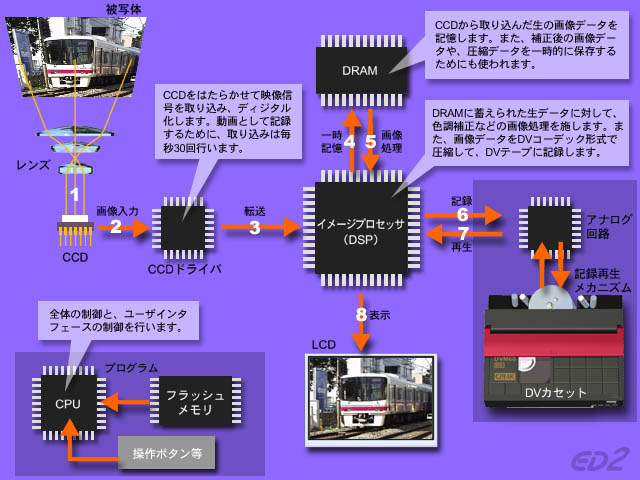 被写体
CCDから取り込んだ生の画像データを
記憶します。また、補正後の画像デー
タや、圧縮データを一時的に保存する
ためにも使われます。
DRAM
CCDをはたらかせて映像信
号を取り込み、ディジタル
化します。動画として記録
するために、取り込みは毎
秒30回行います。
DRAMに蓄えられた生データに対して、
色調補正などの画像処理を施します。ま
た、画像データをDVコーデック形式で
圧縮して、DVテープに記録します。
一時
記憶
4
5
画像
処理
レンズ
1
画像入力
2
CCD
CCDドライバ
転送
3
イメージプロセッサ
(DSP)
記録
6
7
再生
アナログ
回路
記録再生
メカニズム
DVM60
DVカセット
8
表示
LCD
全体の制御と、ユーザインタ
フェースの制御を行います。
プログラム
CPU
フラッシュ
メモリ
操作ボタン等
ED2